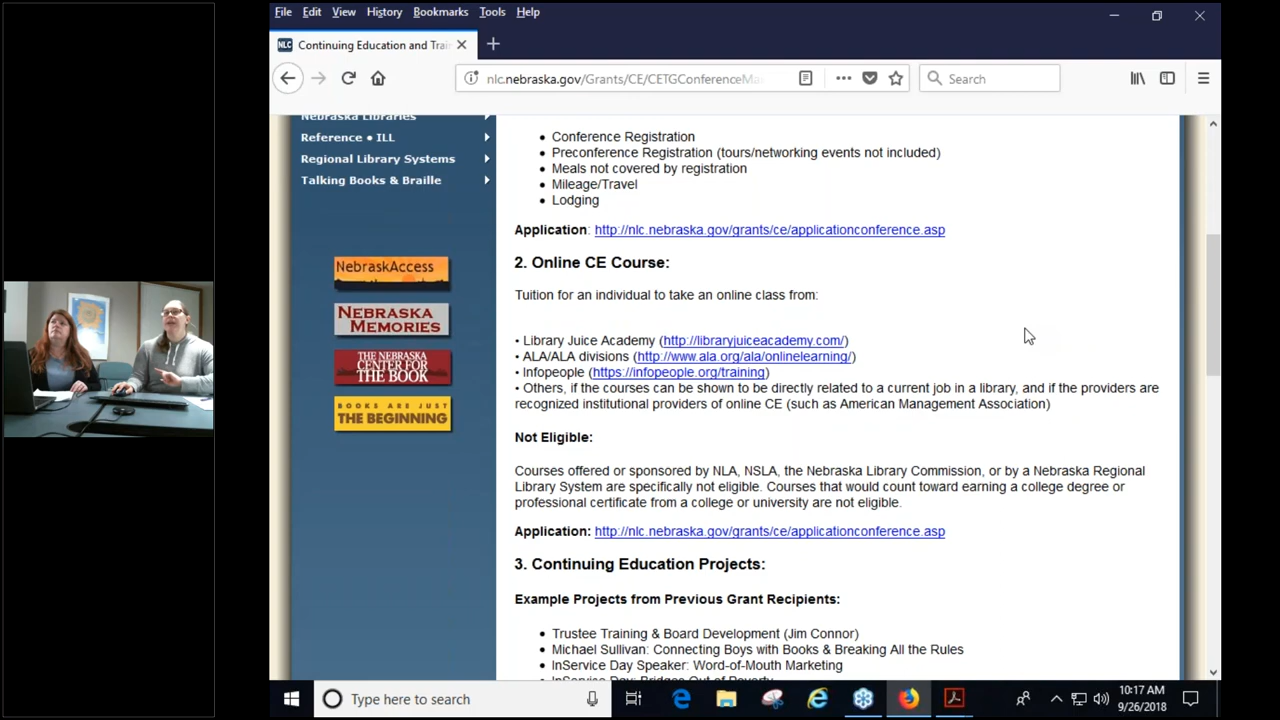 File Edit View History Bookmarks Tools Help
NLC Continuing Education and Trai
nlc.nebraska.gov/Grants/CE/CETGConferenceMa
Search
Nebraska Libraries
Reference • ILL
Regional Library Systems
Talking Books & Braille
NebraskAccess
NEBRASKA
MEMORIES
THE NEBRASKA
CENTER FOR
THE BOOK
BOOKS ARE JUST
THE BEGINNING
• Conference Registration
• Preconference Registration (tours/networking events not included)
• Meals not covered by registration
• Mileage/Travel
• Lodging
Application: http://nlc.nebraska.gov/grants/ce/applicationconference.asp
2. Online CE Course:
Tuition for an individual to take an online class from:
• Library Juice Academy (http://libraryjuiceacademy.com/)
• ALA/ALA divisions (http://www.ala.org/ala/onlinelearning/)
• Infopeople (https://infopeople.org/training)
• Others, if the courses can be shown to be directly related to a current job in a library, and if the providers are
recognized institutional providers of online CE (such as American Management Association)
Not Eligible:
Courses offered or sponsored by NLA, NSLA, the Nebraska Library Commission, or by a Nebraska Regional
Library System are specifically not eligible. Courses that would count toward earning a college degree or
professional certificate from a college or university are not eligible.
Application: http://nlc.nebraska.gov/grants/ce/applicationconference.asp
3. Continuing Education Projects:
Example Projects from Previous Grant Recipients:
• Trustee Training & Board Development (Jim Connor)
• Michael Sullivan: Connecting Boys with Books & Breaking All the Rules
• InService Day Speaker: Word-of-Mouth Marketing
• InService Day: Bridges Out of Poverty
Type here to search
10:17 AM
9/26/2018